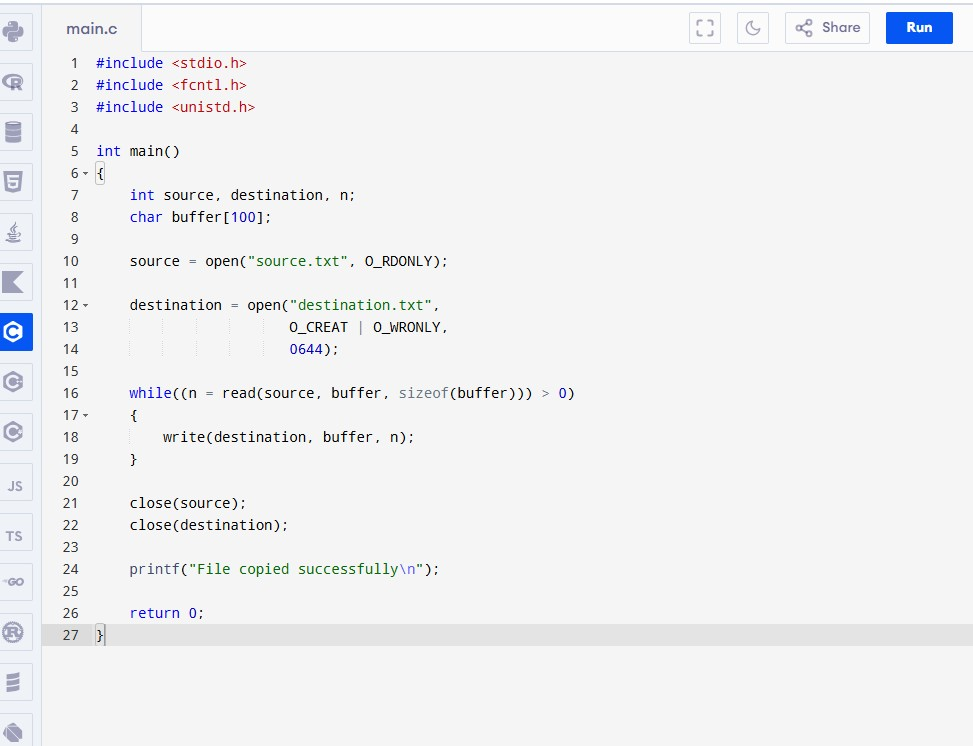 main.c
Share
Run
1 #include <stdio.h>
2 #include <fcntl.h>
3 #include <unistd.h>
4
5 int main()
6 {
7     int source, destination, n;
8     char buffer[100];
9
10     source = open("source.txt", O_RDONLY);
11
12     destination = open("destination.txt",
13                        O_CREAT | O_WRONLY,
14                        0644);
15
16     while((n = read(source, buffer, sizeof(buffer))) > 0)
17     {
18         write(destination, buffer, n);
19     }
20
21     close(source);
22     close(destination);
23
24     printf("File copied successfully\n");
25
26     return 0;
27 }
JS
TS
GO